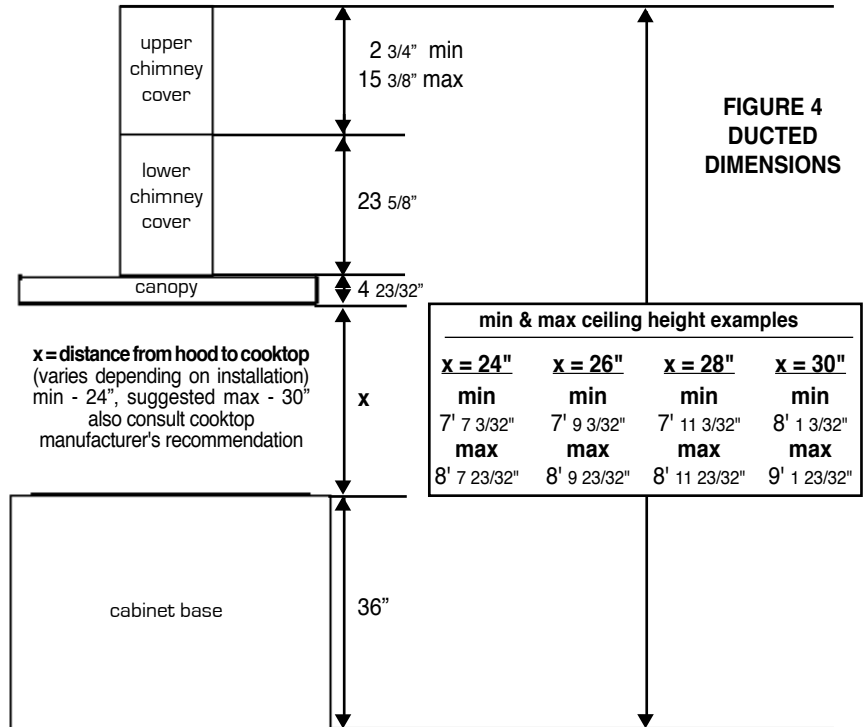 upper
chimney
cover
2 3/4” min
15 3/8” max
FIGURE 4
DUCTED
DIMENSIONS
lower
chimney
cover
23 5/8”
canopy
4 23/32”
min & max ceiling height examples
x = 24" x = 26" x = 28" x = 30"
min min min min
7' 7 3/32" 7' 9 3/32" 7' 11 3/32" 8' 1 3/32"
max max max max
8' 7 23/32" 8' 9 23/32" 8' 11 23/32" 9' 1 23/32"
x = distance from hood to cooktop
(varies depending on installation)
min - 24”, suggested max - 30”
also consult cooktop
manufacturer's recommendation
x
cabinet base
36”